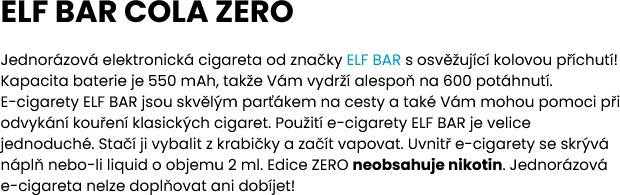 ELF BAR COLA ZERO
Jednorázová elektronická cigareta od značky ELF BAR s osvěžující kolovou příchutí!
Kapacita baterie je 550 mAh, takže Vám vydrží alespoň na 600 potáhnutí.
E-cigarety ELF BAR jsou skvělým parťákem na cesty a také Vám mohou pomoci při
odvykání kouření klasických cigaret. Použití e-cigarety ELF BAR je velice
jednoduché. Stačí ji vybalit z krabičky a začít vapovat. Uvnitř e-cigarety se skrývá
náplň nebo-li liquid o objemu 2 ml. Edice ZERO neobsahuje nikotin. Jednorázová
e-cigareta nelze doplňovat ani dobíjet!